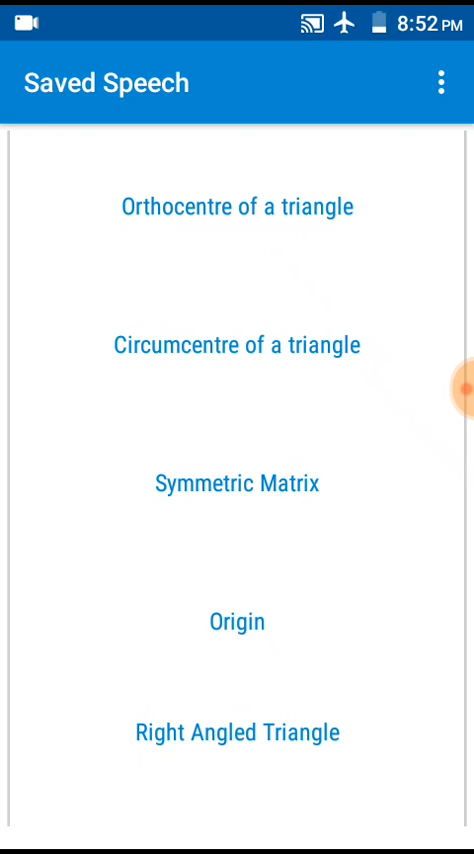 8:52 PM
Saved Speech
Orthocentre of a triangle
Circumcentre of a triangle
Symmetric Matrix
Origin
Right Angled Triangle